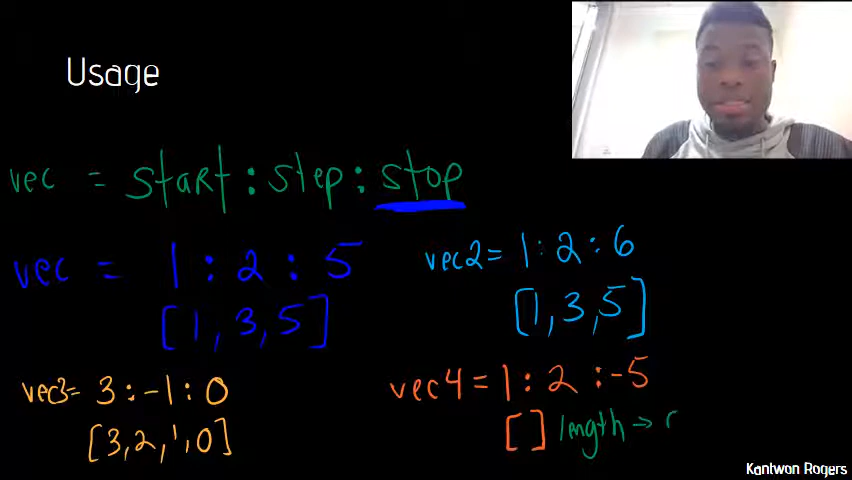 Usage
vec = start : step : stop
vec = 1 : 2 : 5
[1, 3, 5]
vec2 = 1 : 2 : 6
[1, 3, 5]
vec3 = 3 : -1 : 0
[3, 2, 1, 0]
vec4 = 1 : 2 : -5
[ ] length →
Kantwon Rogers